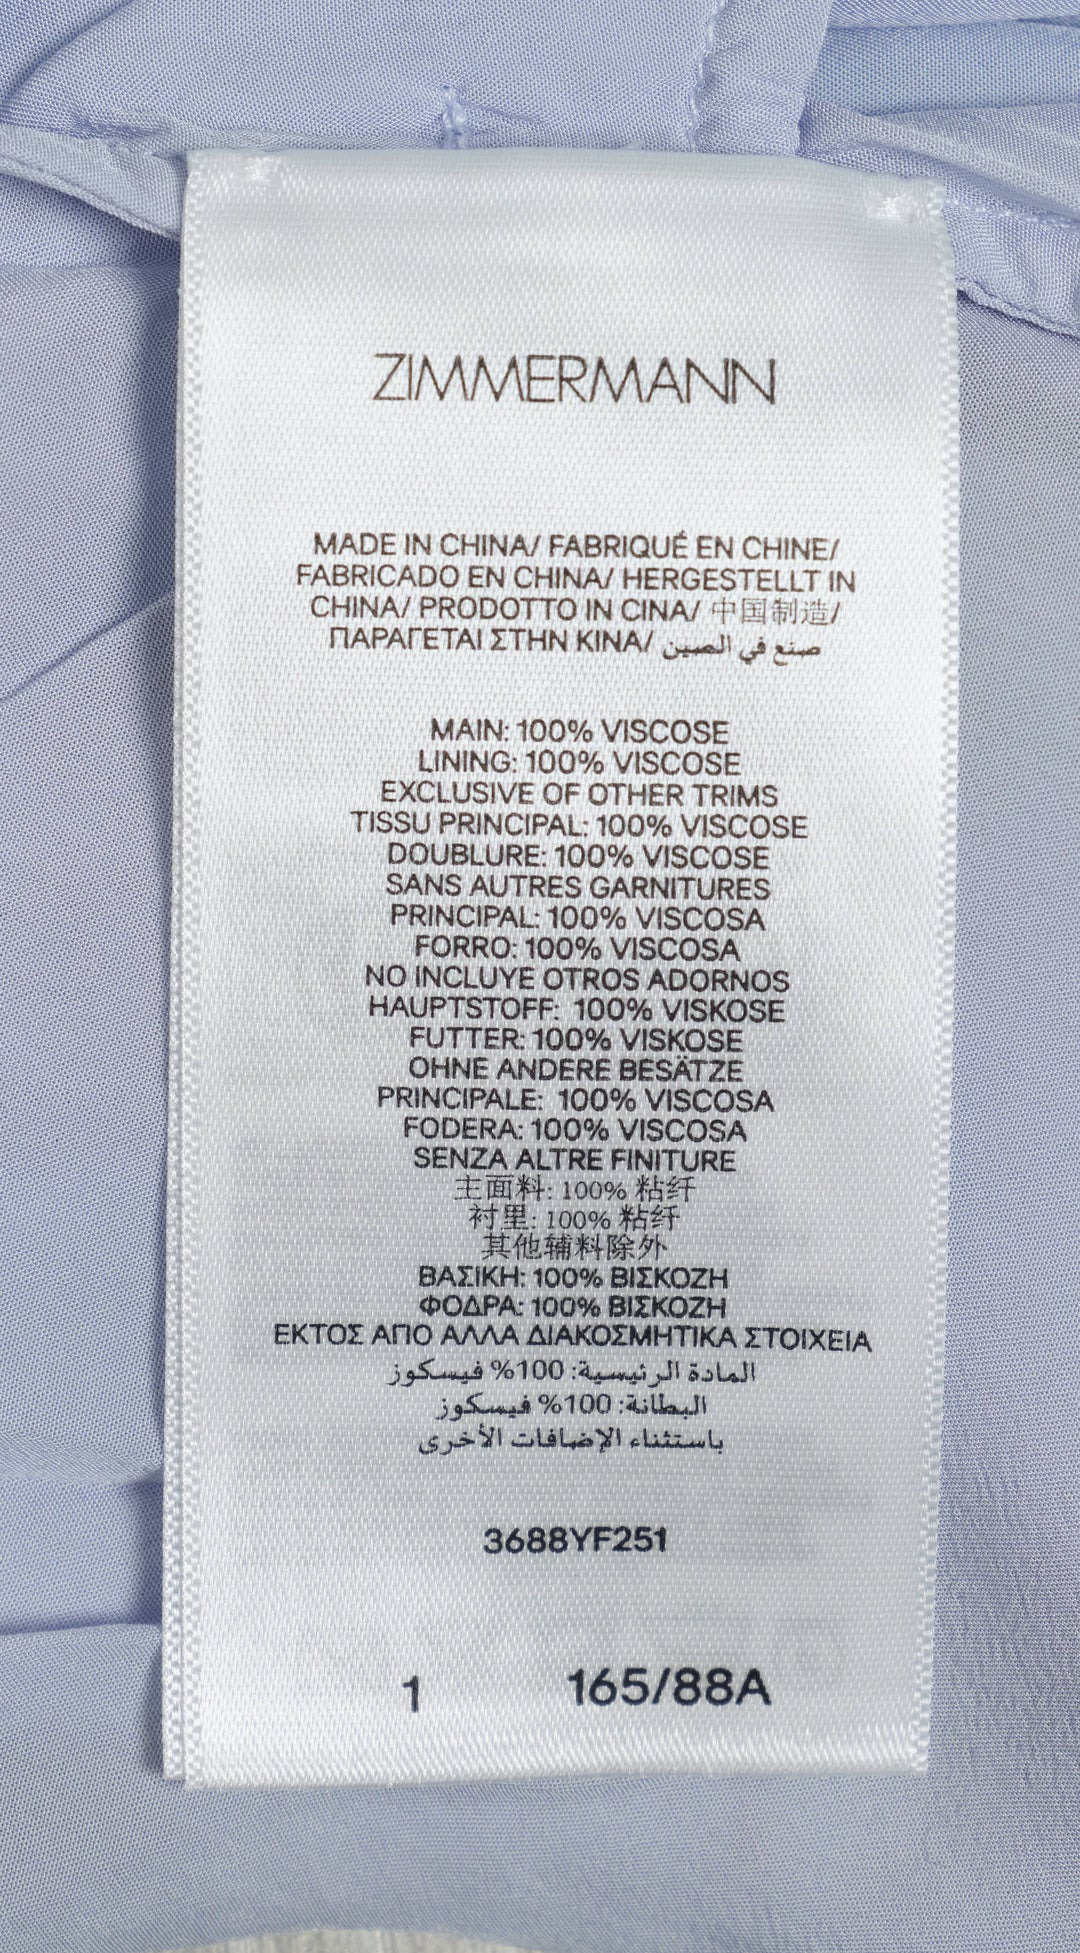 ZIMMERMANN
MADE IN CHINA/ FABRIQUÉ EN CHINE/
FABRICADO EN CHINA/ HERGESTELLT IN
CHINA/ PRODOTTO IN CINA/ 中国制造/
ΠΑΡΑΓΕΤΑΙ ΣΤΗΝ ΚΙΝΑ/ صنع في الصين
MAIN: 100% VISCOSE
LINING: 100% VISCOSE
EXCLUSIVE OF OTHER TRIMS
TISSU PRINCIPAL: 100% VISCOSE
DOUBLURE: 100% VISCOSE
SANS AUTRES GARNITURES
PRINCIPAL: 100% VISCOSA
FORRO: 100% VISCOSA
NO INCLUYE OTROS ADORNOS
HAUPTSTOFF: 100% VISKOSE
FUTTER: 100% VISKOSE
OHNE ANDERE BESÄTZE
PRINCIPALE: 100% VISCOSA
FODERA: 100% VISCOSA
SENZA ALTRE FINITURE
主面料: 100% 粘纤
衬里: 100% 粘纤
其他辅料除外
ΒΑΣΙΚΗ: 100% ΒΙΣΚΟΖΗ
ΦΟΔΡΑ: 100% ΒΙΣΚΟΖΗ
ΕΚΤΟΣ ΑΠΟ ΑΛΛΑ ΔΙΑΚΟΣΜΗΤΙΚΑ ΣΤΟΙΧΕΙΑ
المادة الرئيسية: 100% فيسكوز
البطانة: 100% فيسكوز
باستثناء الإضافات الأخرى
3688YF251
1 165/88A